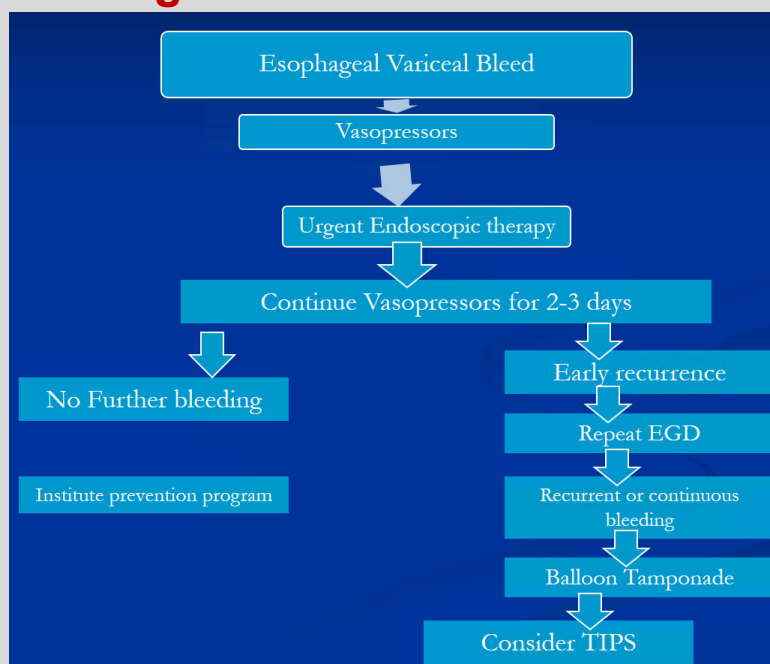 Esophageal Variceal Bleed
Vasopressors
Urgent Endoscopic therapy
Continue Vasopressors for 2-3 days
No Further bleeding
Institute prevention program
Early recurrence
Repeat EGD
Recurrent or continuous
bleeding
Balloon Tamponade
Consider TIPS